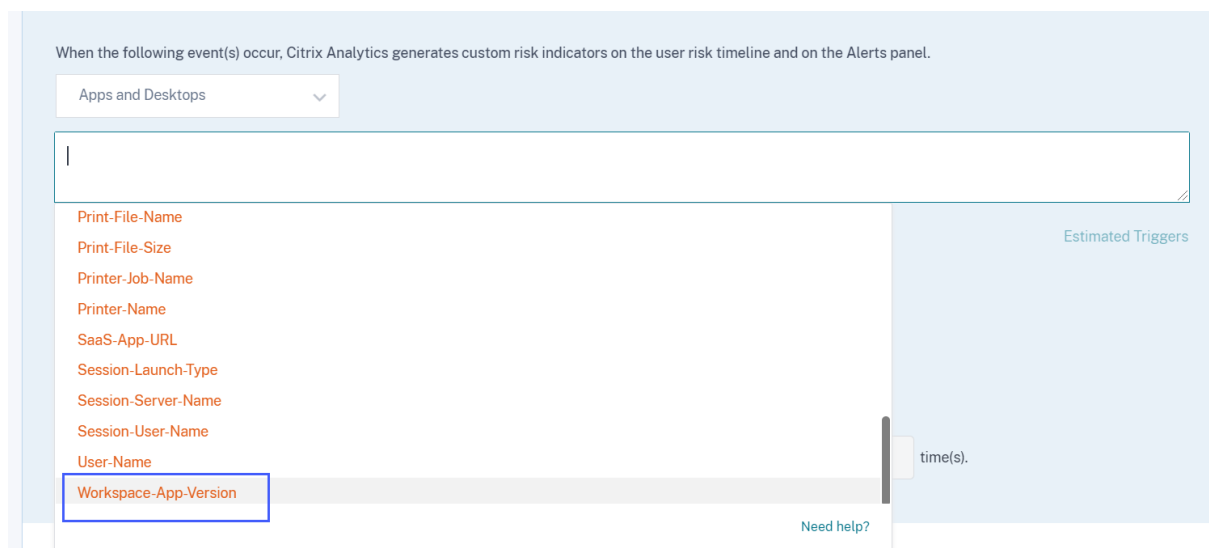 When the following event(s) occur, Citrix Analytics generates custom risk indicators on the user risk timeline and on the Alerts panel.
Apps and Desktops
Print-File-Name
Estimated Triggers
Print-File-Size
Printer-Job-Name
Printer-Name
SaaS-App-URL
Session-Launch-Type
Session-Server-Name
Session-User-Name
User-Name
time(s).
Workspace-App-Version
Need help?